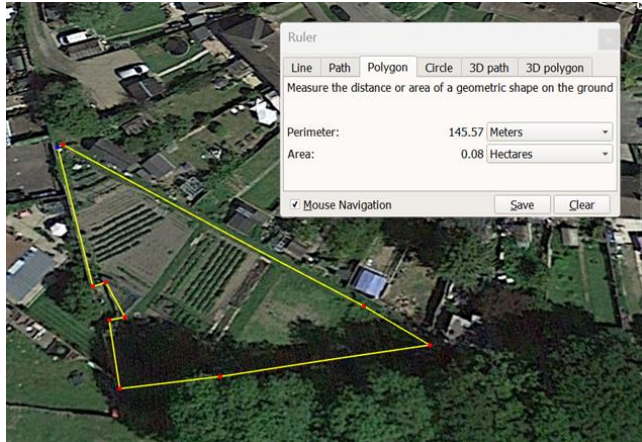 Ruler
Line Path Polygon Circle 3D path 3D polygon
Measure the distance or area of a geometric shape on the ground
Perimeter: 145.57 Meters
Area: 0.08 Hectares
Mouse Navigation Save Clear